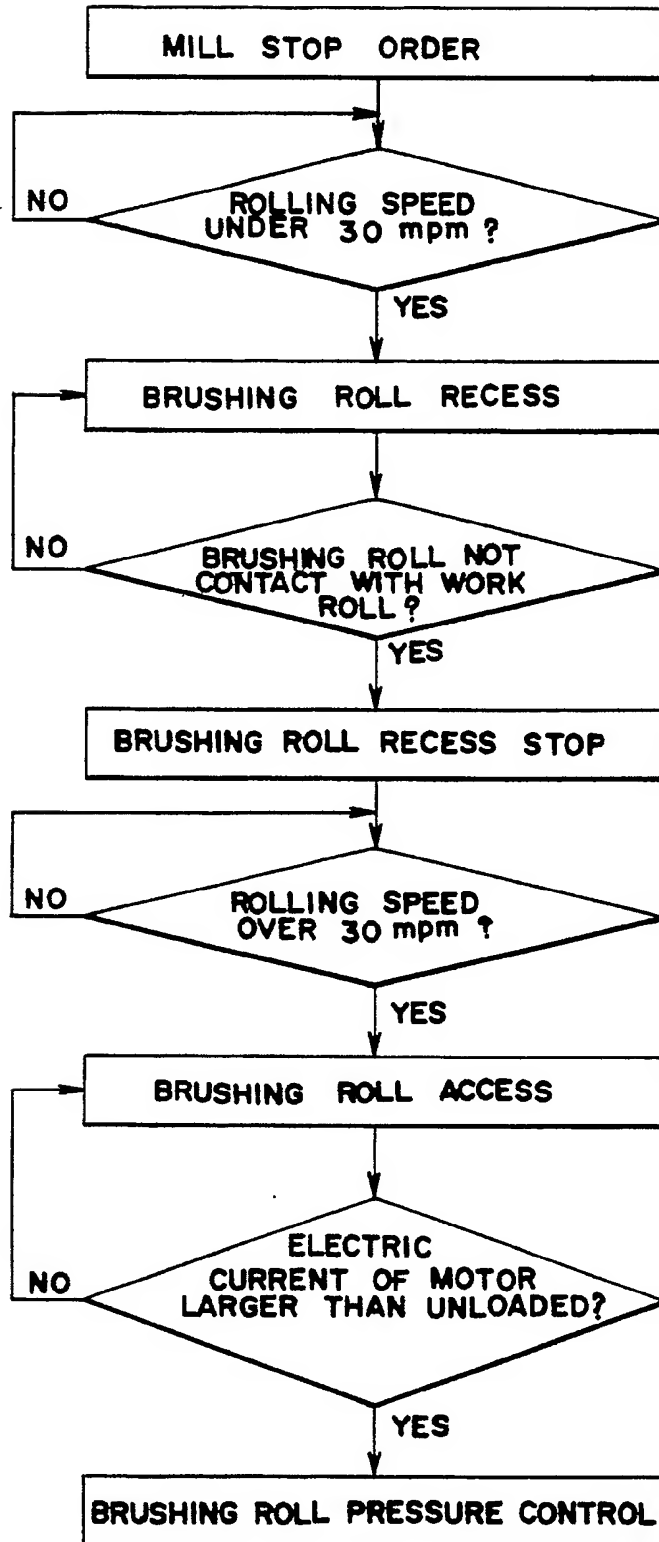 MILL STOP ORDER
NO
ROLLING SPEED
UNDER 30 mpm ?
YES
BRUSHING ROLL RECESS
NO
BRUSHING ROLL NOT
CONTACT WITH WORK
ROLL ?
YES
BRUSHING ROLL RECESS STOP
NO
ROLLING SPEED
OVER 30 mpm ?
YES
BRUSHING ROLL ACCESS
NO
ELECTRIC
CURRENT OF MOTOR
LARGER THAN UNLOADED?
YES
BRUSHING ROLL PRESSURE CONTROL